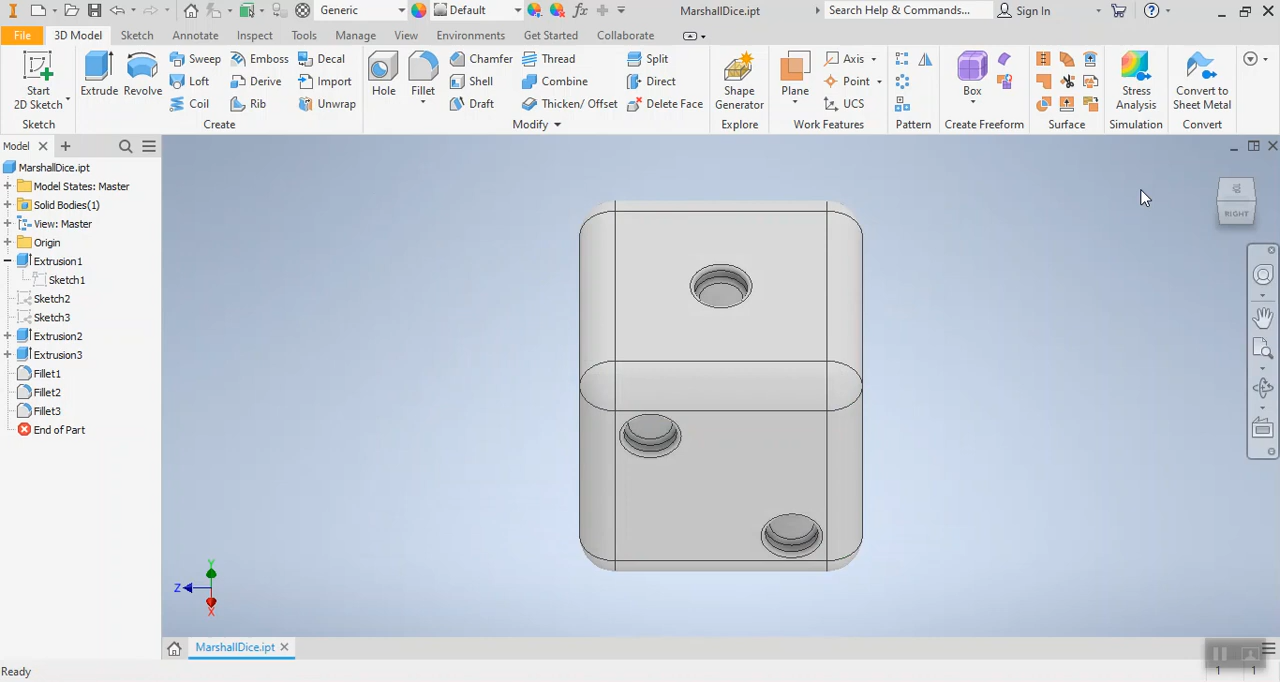 Generic
Default
MarshallDice.ipt
Search Help & Commands...
Sign In
File
3D Model
Sketch
Annotate
Inspect
Tools
Manage
View
Environments
Get Started
Collaborate
Start
2D Sketch
Extrude
Revolve
Sweep
Loft
Coil
Embos
Derive
Rib
Decal
Import
Unwrap
Hole
Fillet
Chamfer
Shell
Draft
Thread
Combine
Thicken/ Offset
Split
Direct
Delete Face
Shape
Generator
Plane
Axis
Point
UCS
Box
Stress
Analysis
Convert to
Sheet Metal
Sketch
Create
Modify
Explore
Work Features
Pattern
Create Freeform
Surface
Simulation
Convert
Model
MarshallDice.ipt
Model States: Master
Solid Bodies(1)
View: Master
Origin
Extrusion1
Sketch1
Sketch2
Sketch3
Extrusion2
Extrusion3
Fillet1
Fillet2
Fillet3
End of Part
RIGHT
Y
Z
X
MarshallDice.ipt
Ready
1 1